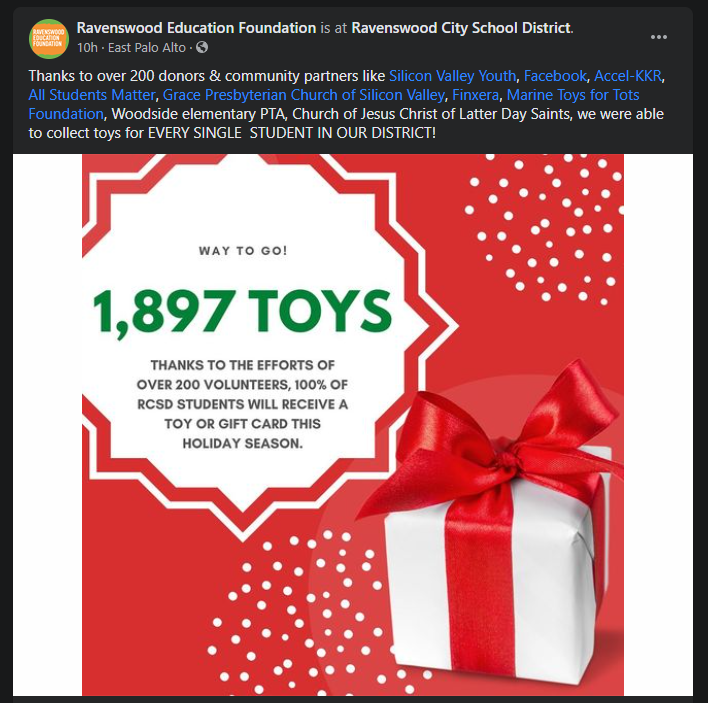 RAVENSWOOD
EDUCATION
FOUNDATION
Ravenswood Education Foundation is at Ravenswood City School District.
10h · East Palo Alto ·
Thanks to over 200 donors & community partners like Silicon Valley Youth, Facebook, Accel-KKR,
All Students Matter, Grace Presbyterian Church of Silicon Valley, Finxera, Marine Toys for Tots
Foundation, Woodside elementary PTA, Church of Jesus Christ of Latter Day Saints, we were able
to collect toys for EVERY SINGLE  STUDENT IN OUR DISTRICT!
WAY TO GO!
1,897 TOYS
THANKS TO THE EFFORTS OF
OVER 200 VOLUNTEERS, 100% OF
RCSD STUDENTS WILL RECEIVE A
TOY OR GIFT CARD THIS
HOLIDAY SEASON.